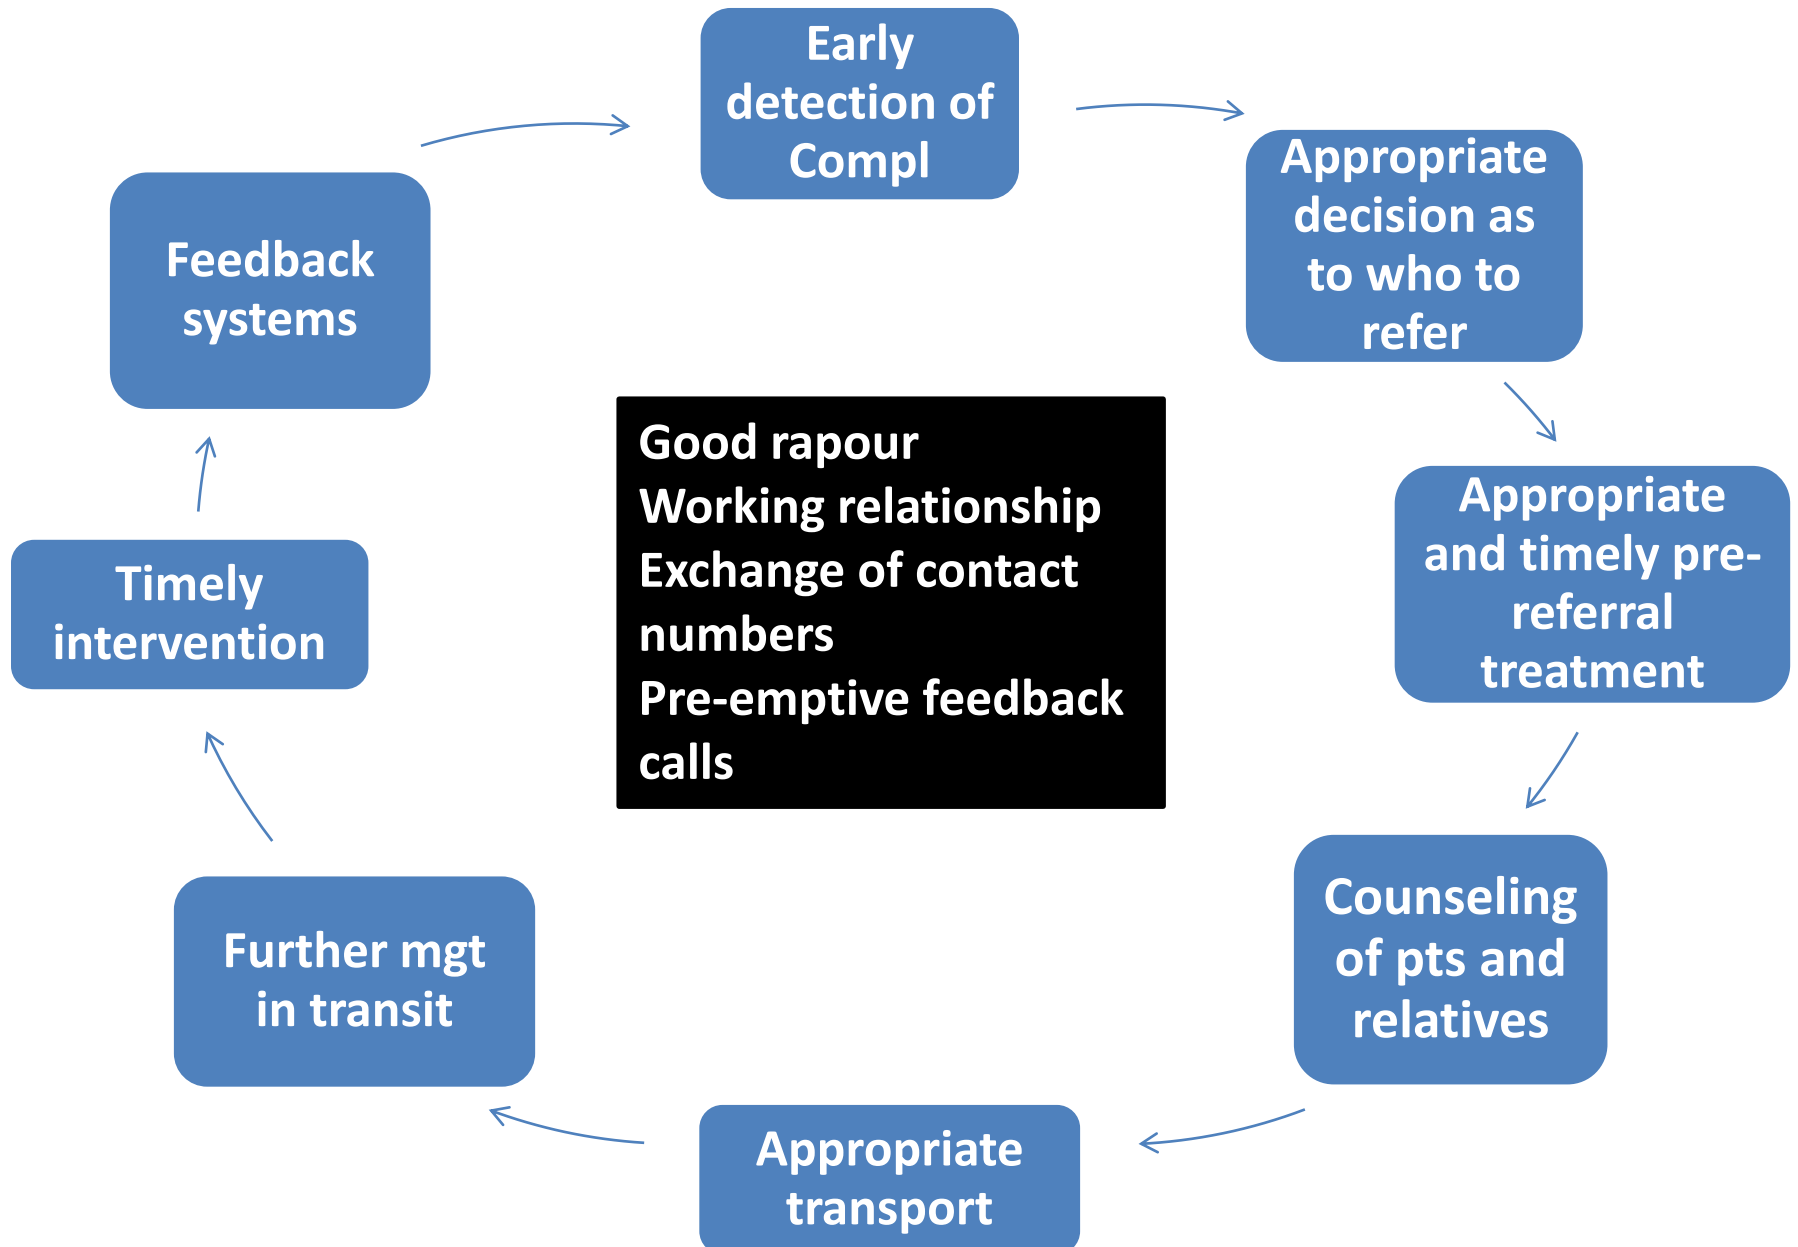 Early
detection of
Compl
Appropriate
decision as
to who to
refer
Appropriate
and timely pre-
referral
treatment
Counseling
of pts and
relatives
Appropriate
transport
Further mgt
in transit
Timely
intervention
Feedback
systems
Good rapour
Working relationship
Exchange of contact
numbers
Pre-emptive feedback
calls